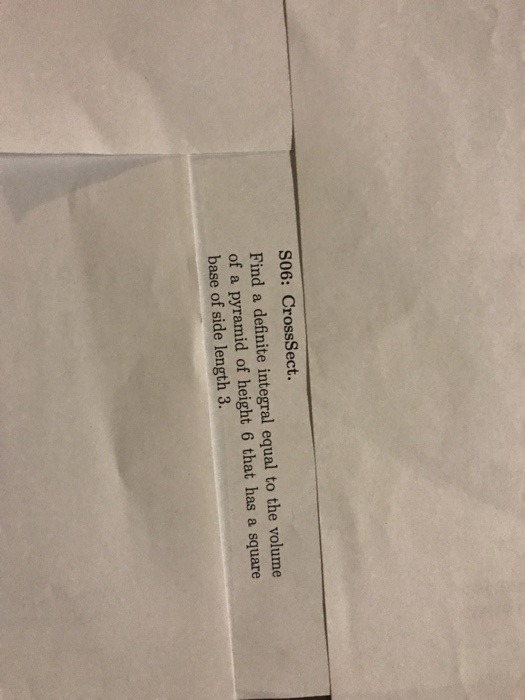 S06: CrossSect.
Find a definite integral equal to the volume
of a pyramid of height 6 that has a square
base of side length 3.